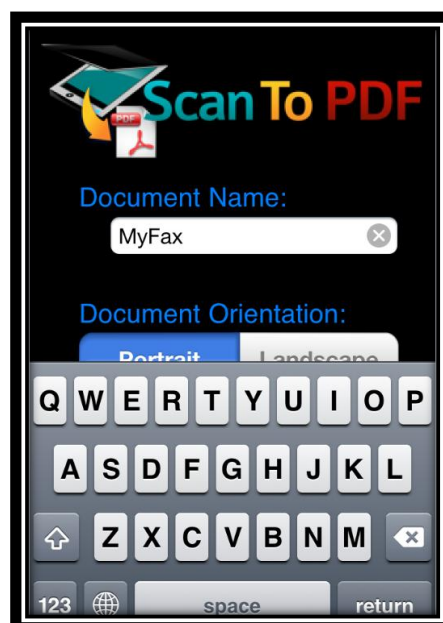 Scan To PDF
PDF
Document Name:
MyFax
Document Orientation:
Portrait Landscape
Q W E R T Y U I O P
A S D F G H J K L
Z X C V B N M
123 space return